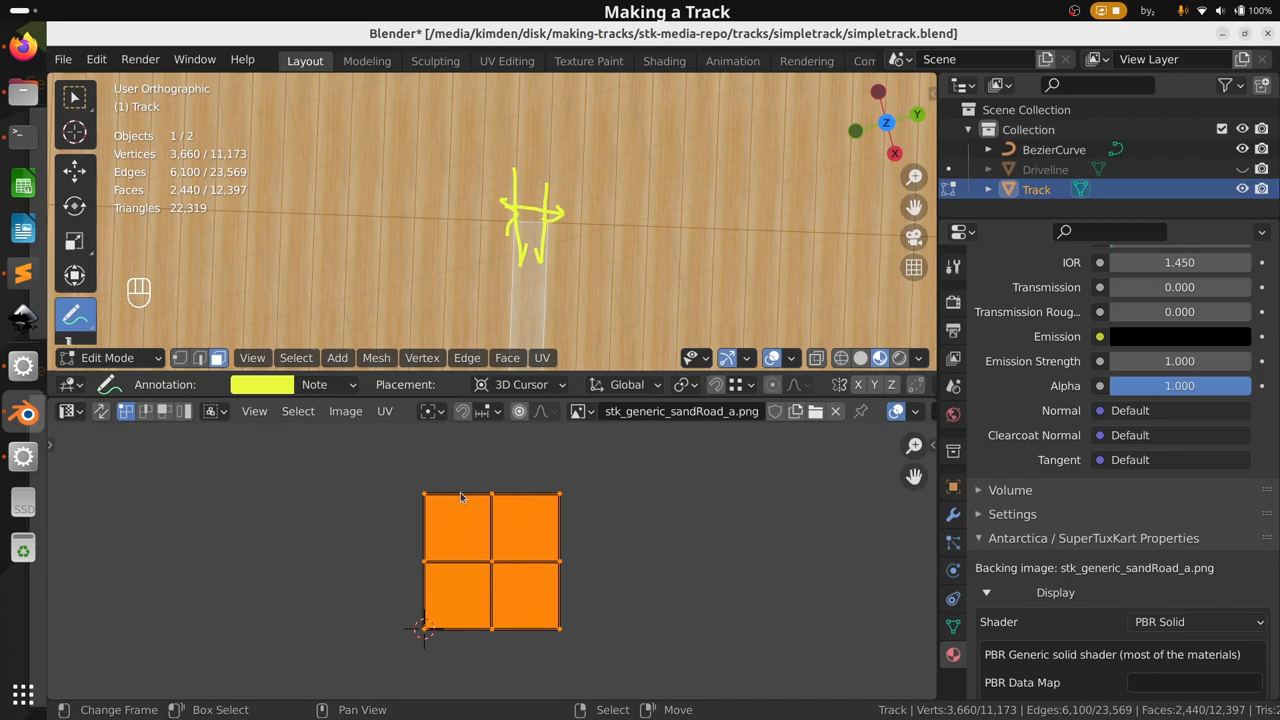 Making a Track
by₂
100%
Blender* [/media/kimden/disk/making-tracks/stk-media-repo/tracks/simpletrack/simpletrack.blend]
File Edit Render Window Help Layout Modeling Sculpting UV Editing Texture Paint Shading Animation Rendering Com Scene View Layer
User Orthographic
(1) Track
Objects 1 / 2
Vertices 3,660 / 11,173
Edges 6,100 / 23,569
Faces 2,440 / 12,397
Triangles 22,319
Y
Z
X
Scene Collection
Collection
BezierCurve
Driveline
Track
Edit Mode View Select Add Mesh Vertex Edge Face UV
Annotation: Note Placement: 3D Cursor Global X Y Z
View Select Image UV stk_generic_sandRoad_a.png
IOR 1.450
Transmission 0.000
Transmission Roug... 0.000
Emission
Emission Strength 1.000
Alpha 1.000
Normal Default
Clearcoat Normal Default
Tangent Default
Volume
Settings
Antarctica / SuperTuxKart Properties
Backing image: stk_generic_sandRoad_a.png
Display
Shader PBR Solid
PBR Generic solid shader (most of the materials)
PBR Data Map
SSD
Change Frame Box Select Pan View Select Move Track | Verts:3,660/11,173 | Edges:6,100/23,569 | Faces:2,440/12,397 | Tris:2